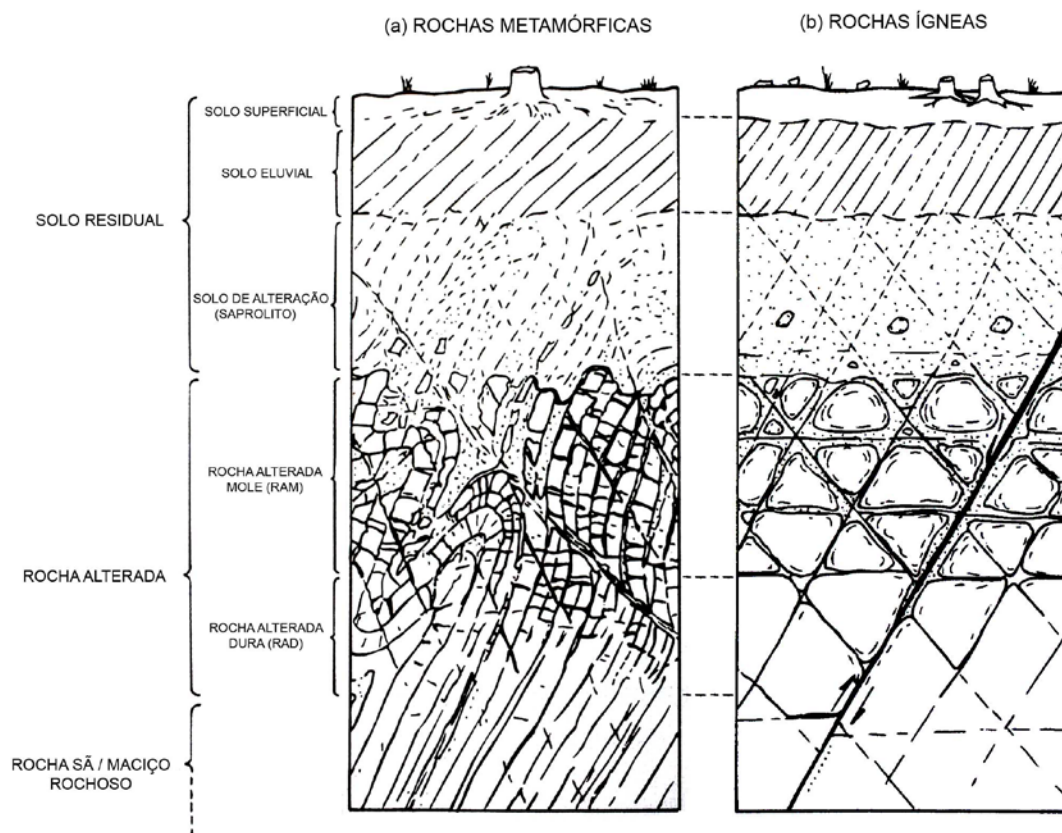 (a) ROCHAS METAMÓRFICAS
(b) ROCHAS ÍGNEAS
SOLO SUPERFICIAL
SOLO ELUVIAL
SOLO RESIDUAL
SOLO DE ALTERAÇÃO
(SAPROLITO)
ROCHA ALTERADA
MOLE (RAM)
ROCHA ALTERADA
ROCHA ALTERADA
DURA (RAD)
ROCHA SÃ / MACIÇO
ROCHOSO